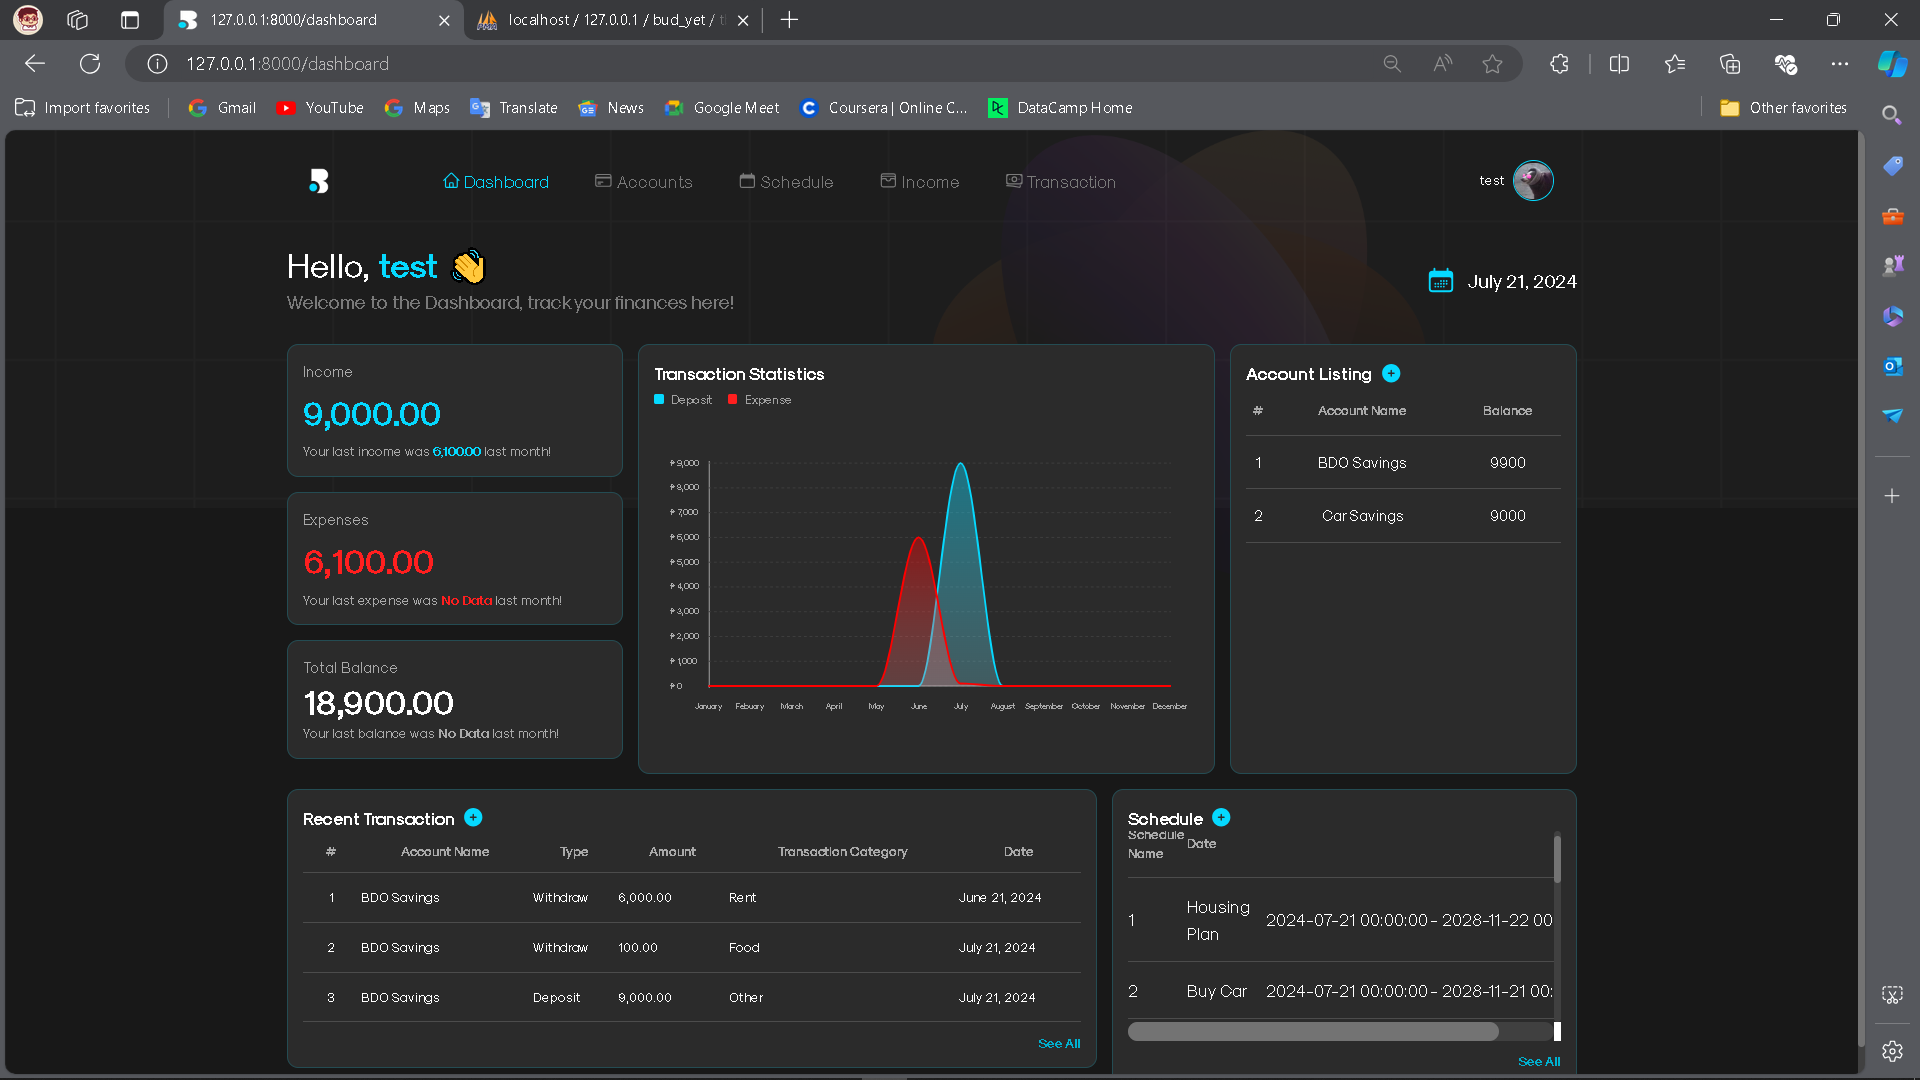 127.0.0.1:8000/dashboard
localhost / 127.0.0.1 / bud_yet / t
127.0.0.1:8000/dashboard
Import favorites
Gmail
YouTube
Maps
Translate
News
Google Meet
Coursera | Online C...
DataCamp Home
Other favorites
Dashboard
Accounts
Schedule
Income
Transaction
test
Hello, test
Welcome to the Dashboard, track your finances here!
July 21, 2024
Income
9,000.00
Your last income was 6,100.00 last month!
Expenses
6,100.00
Your last expense was No Data last month!
Total Balance
18,900.00
Your last balance was No Data last month!
Transaction Statistics
Deposit Expense
₱9,000
₱8,000
₱7,000
₱6,000
₱5,000
₱4,000
₱3,000
₱2,000
₱1,000
₱0
January Febuary March April May June July August September October November December
Account Listing
# Account Name Balance
1 BDO Savings 9900
2 Car Savings 9000
Recent Transaction
# Account Name Type Amount Transaction Category Date
1 BDO Savings Withdraw 6,000.00 Rent June 21, 2024
2 BDO Savings Withdraw 100.00 Food July 21, 2024
3 BDO Savings Deposit 9,000.00 Other July 21, 2024
See All
Schedule
Schedule Name Date
1 Housing Plan 2024-07-21 00:00:00 - 2028-11-22 00
2 Buy Car 2024-07-21 00:00:00 - 2028-11-21 00:
See All